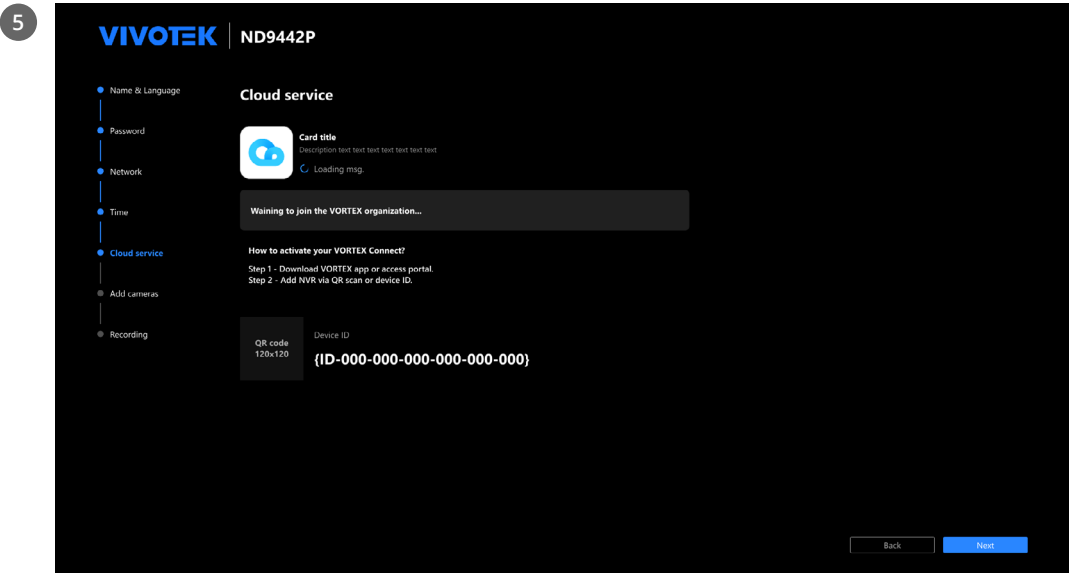 5
VIVOTEK | ND9442P
Name & Language
Password
Network
Time
Cloud service
Add cameras
Recording
Cloud service
Card title
Description text text text text text text text
Loading msg.
Waining to join the VORTEX organization...
How to activate your VORTEX Connect?
Step 1 - Download VORTEX app or access portal.
Step 2 - Add NVR via QR scan or device ID.
QR code
120x120
Device ID
{ID-000-000-000-000-000-000}
Back
Next